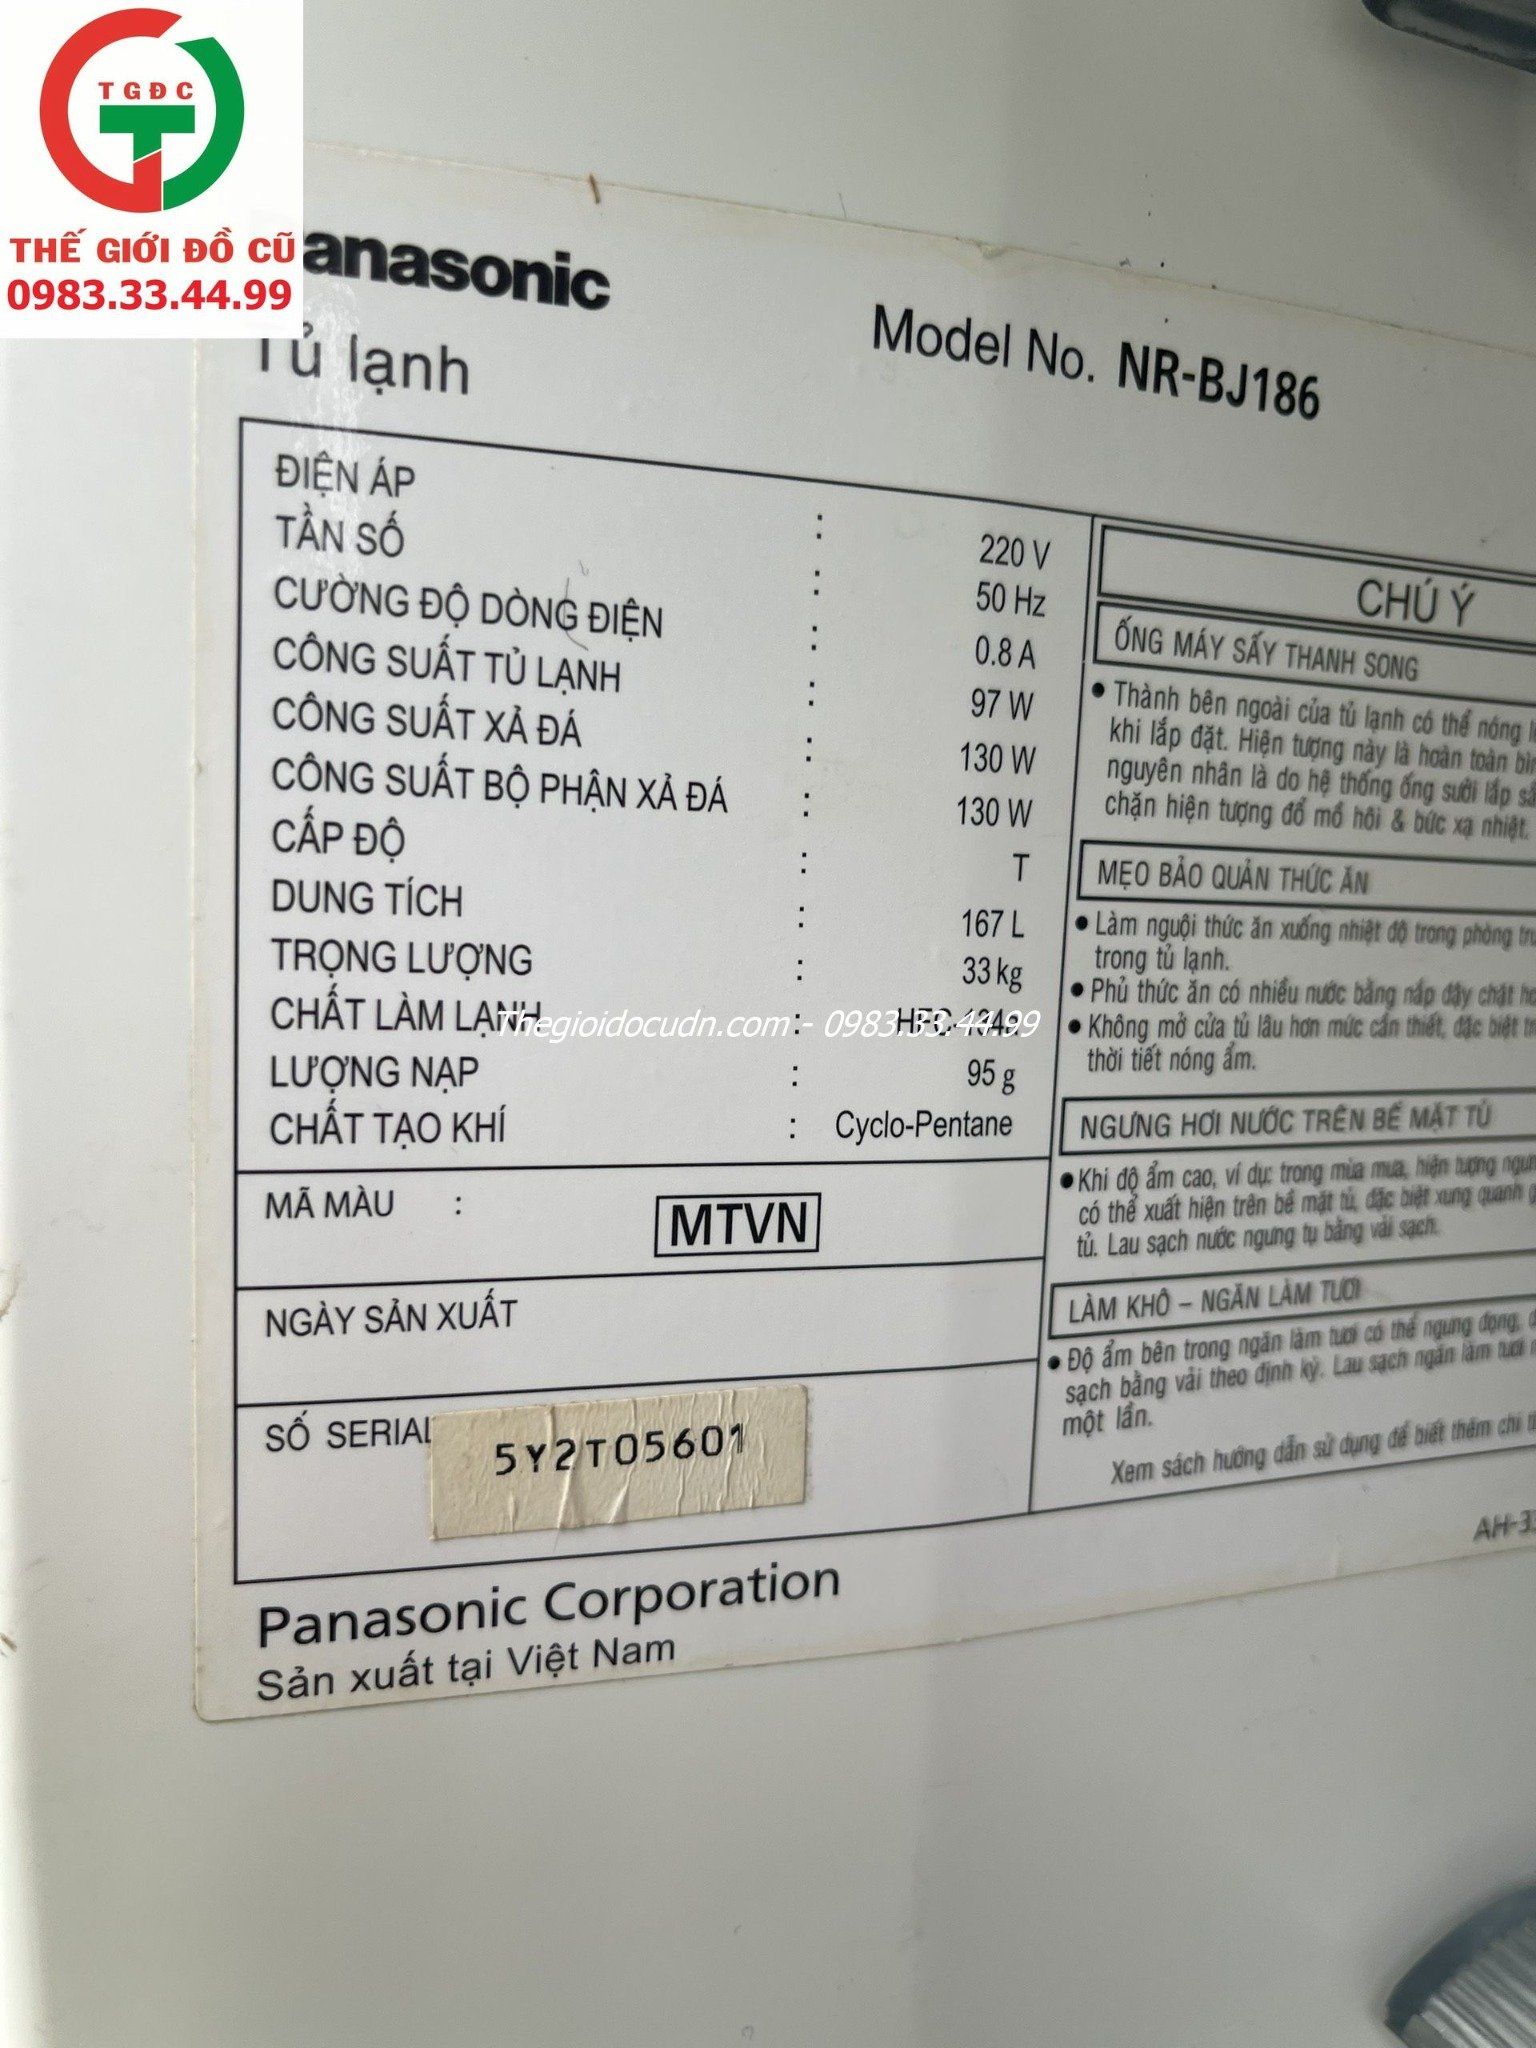 TGĐC
THẾ GIỚI ĐỒ CŨ
0983.33.44.99
Panasonic
Tủ lạnh
Model No. NR-BJ186
ĐIỆN ÁP : 220 V
TẦN SỐ : 50 Hz
CƯỜNG ĐỘ DÒNG ĐIỆN : 0.8 A
CÔNG SUẤT TỦ LẠNH : 97 W
CÔNG SUẤT XẢ ĐÁ : 130 W
CÔNG SUẤT BỘ PHẬN XẢ ĐÁ : 130 W
CẤP ĐỘ : T
DUNG TÍCH : 167 L
TRỌNG LƯỢNG : 33 kg
CHẤT LÀM LẠNH :
Thegioidocudn.com - 0983.33.44.99
LƯỢNG NẠP : 95 g
CHẤT TẠO KHÍ : Cyclo-Pentane
MÃ MÀU : MTVN
NGÀY SẢN XUẤT
SỐ SERIAL 5Y2T05601
Panasonic Corporation
Sản xuất tại Việt Nam
CHÚ Ý
ỐNG MÁY SẤY THANH SONG
• Thành bên ngoài của tủ lạnh có thể nóng
khi lắp đặt. Hiện tượng này là hoàn toàn
nguyên nhân là do hệ thống ống sưởi lắp
chặn hiện tượng đổ mồ hôi & bức xạ nhiệt.
MẸO BẢO QUẢN THỨC ĂN
• Làm nguội thức ăn xuống nhiệt độ trong phòng
trong tủ lạnh.
• Phủ thức ăn có nhiều nước bằng nắp đậy chặt
• Không mở cửa tủ lâu hơn mức cần thiết, đặc biệt
thời tiết nóng ẩm.
NGƯNG HƠI NƯỚC TRÊN BỀ MẶT TỦ
• Khi độ ẩm cao, ví dụ: trong mùa mưa, hiện tượng
có thể xuất hiện trên bề mặt tủ, đặc biệt xung quanh
tủ. Lau sạch nước ngưng tụ bằng vải sạch.
LÀM KHÔ – NGĂN LÀM TƯƠI
• Độ ẩm bên trong ngăn làm tươi có thể ngưng đọng,
sạch bằng vải theo định kỳ. Lau sạch ngăn làm tươi
một lần.
Xem sách hướng dẫn sử dụng để biết thêm chi